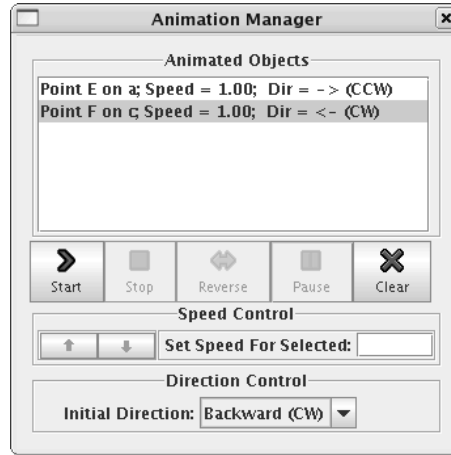 Animation Manager
Animated Objects
Point E on a; Speed = 1.00;  Dir = -> (CCW)
Point F on c; Speed = 1.00;  Dir = <- (CW)
Start Stop Reverse Pause Clear
Speed Control
Set Speed For Selected:
Direction Control
Initial Direction: Backward (CW)